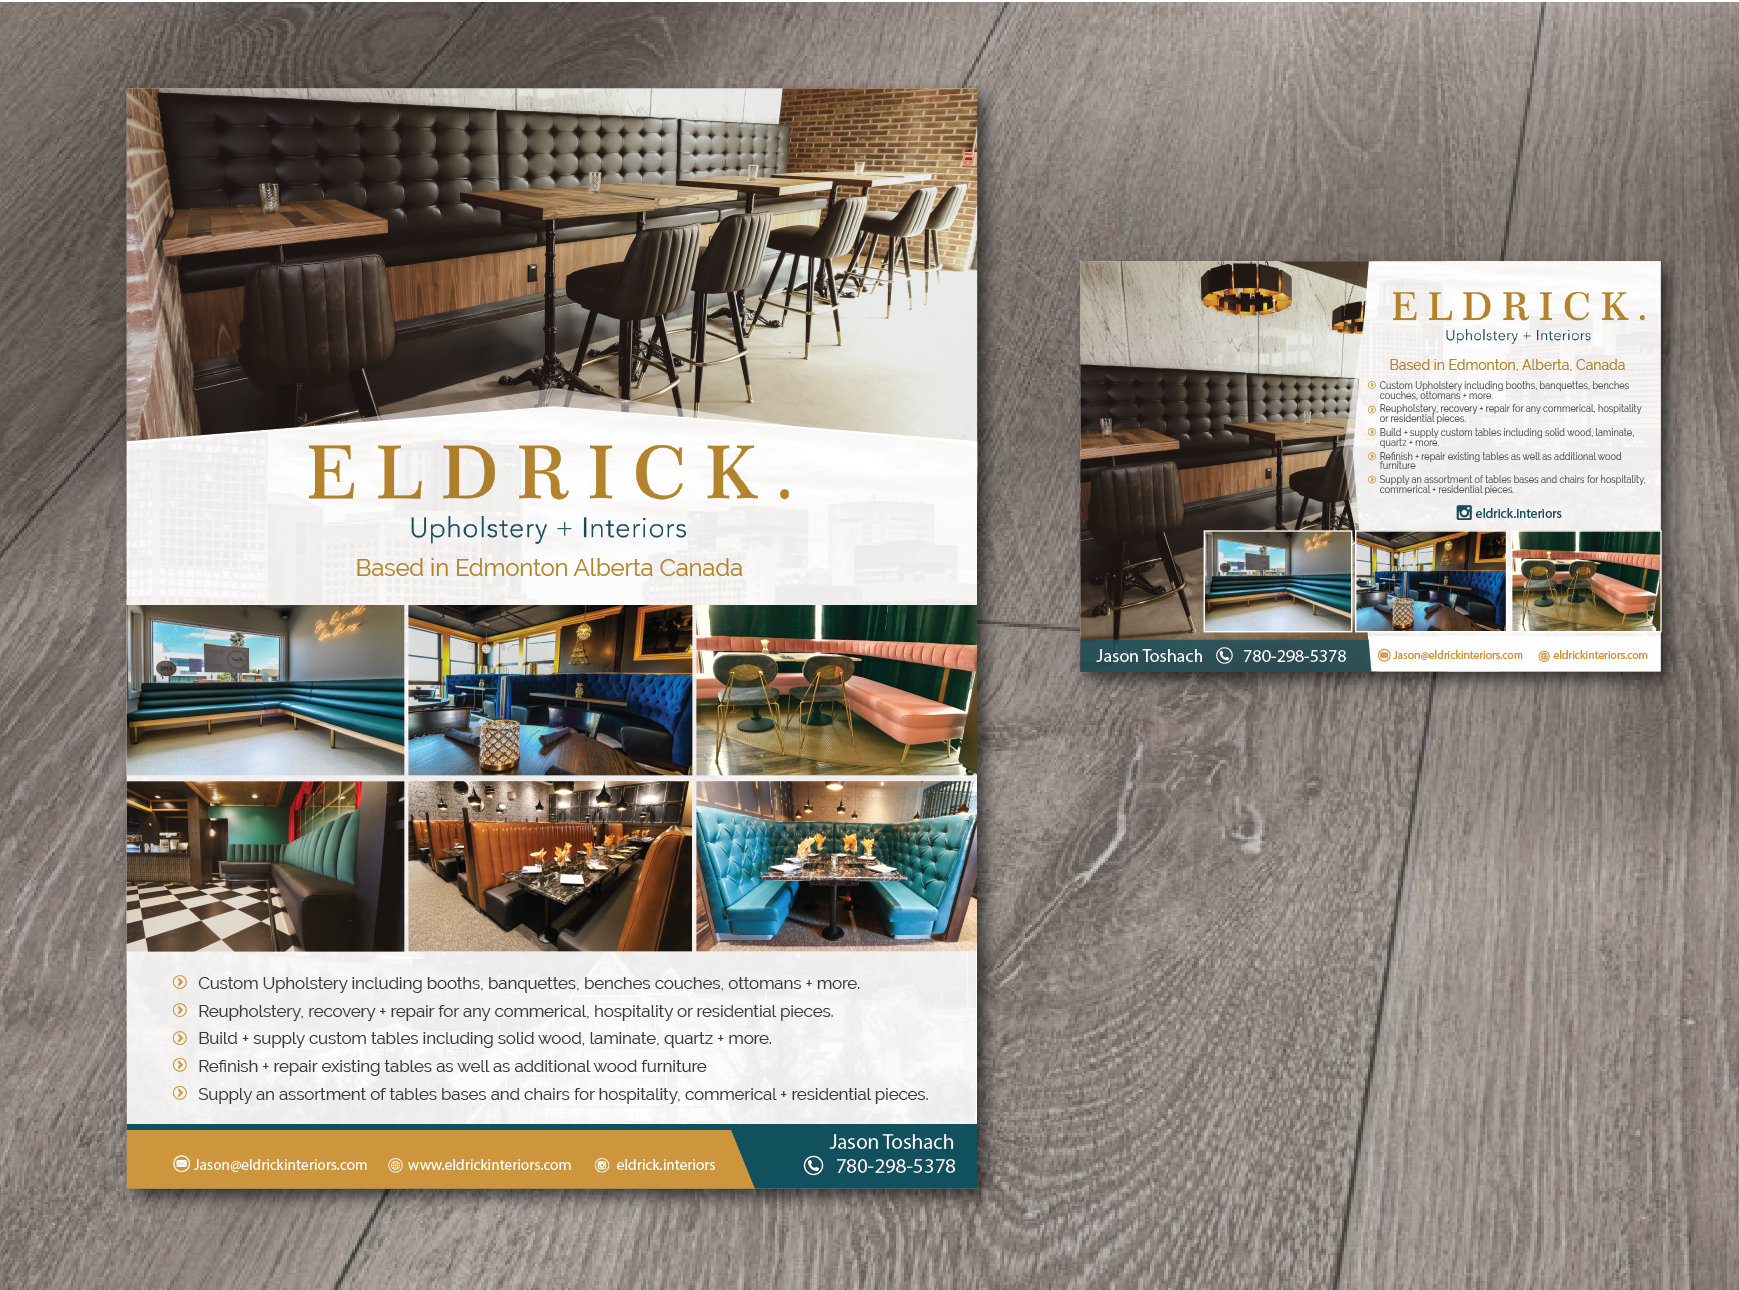 ELDRICK.
Upholstery + Interiors
Based in Edmonton Alberta Canada
OPEN
Custom Upholstery including booths, banquettes, benches couches, ottomans + more.
Reupholstery, recovery + repair for any commerical, hospitality or residential pieces.
Build + supply custom tables including solid wood, laminate, quartz + more.
Refinish + repair existing tables as well as additional wood furniture
Supply an assortment of tables bases and chairs for hospitality, commerical + residential pieces.
Jason@eldrickinteriors.com www.eldrickinteriors.com eldrick.interiors
Jason Toshach
780-298-5378
ELDRICK.
Upholstery + Interiors
Based in Edmonton, Alberta, Canada
Custom Upholstery including booths, banquettes, benches
couches, ottomans + more.
Reupholstery, recovery + repair for any commerical, hospitality
or residential pieces.
Build + supply custom tables including solid wood, laminate,
quartz + more.
Refinish + repair existing tables as well as additional wood
furniture
Supply an assortment of tables bases and chairs for hospitality,
commerical + residential pieces.
eldrick.interiors
Jason Toshach 780-298-5378 Jason@eldrickinteriors.com eldrickinteriors.com